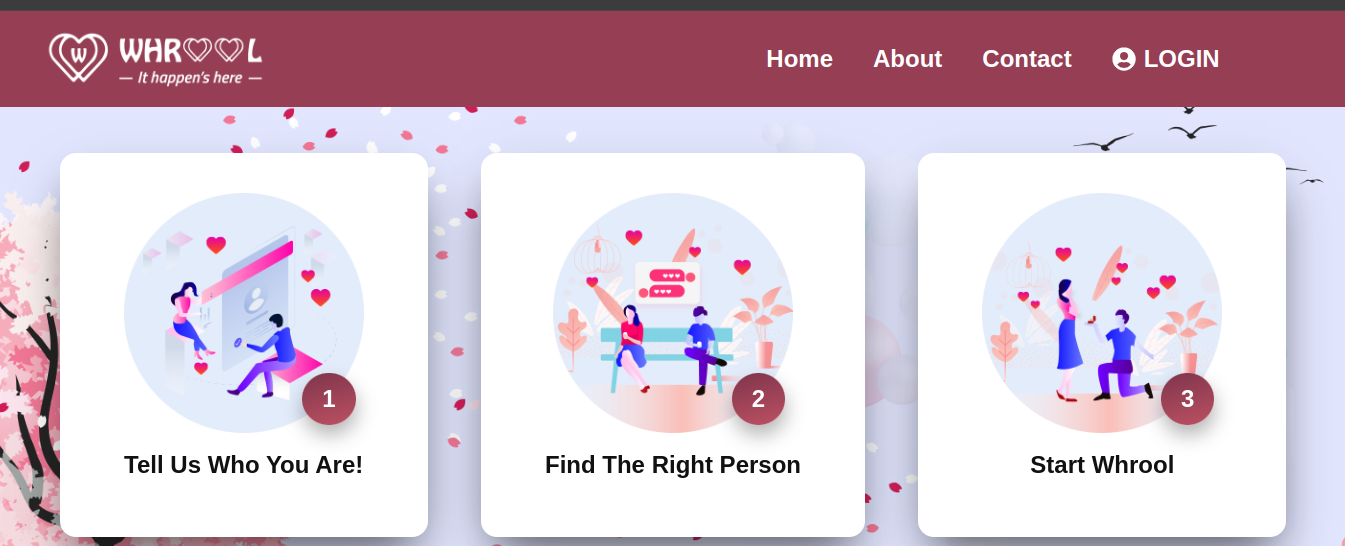 W WHROOL
— It happen's here —
Home About Contact LOGIN
1
2
3
Tell Us Who You Are!
Find The Right Person
Start Whrool